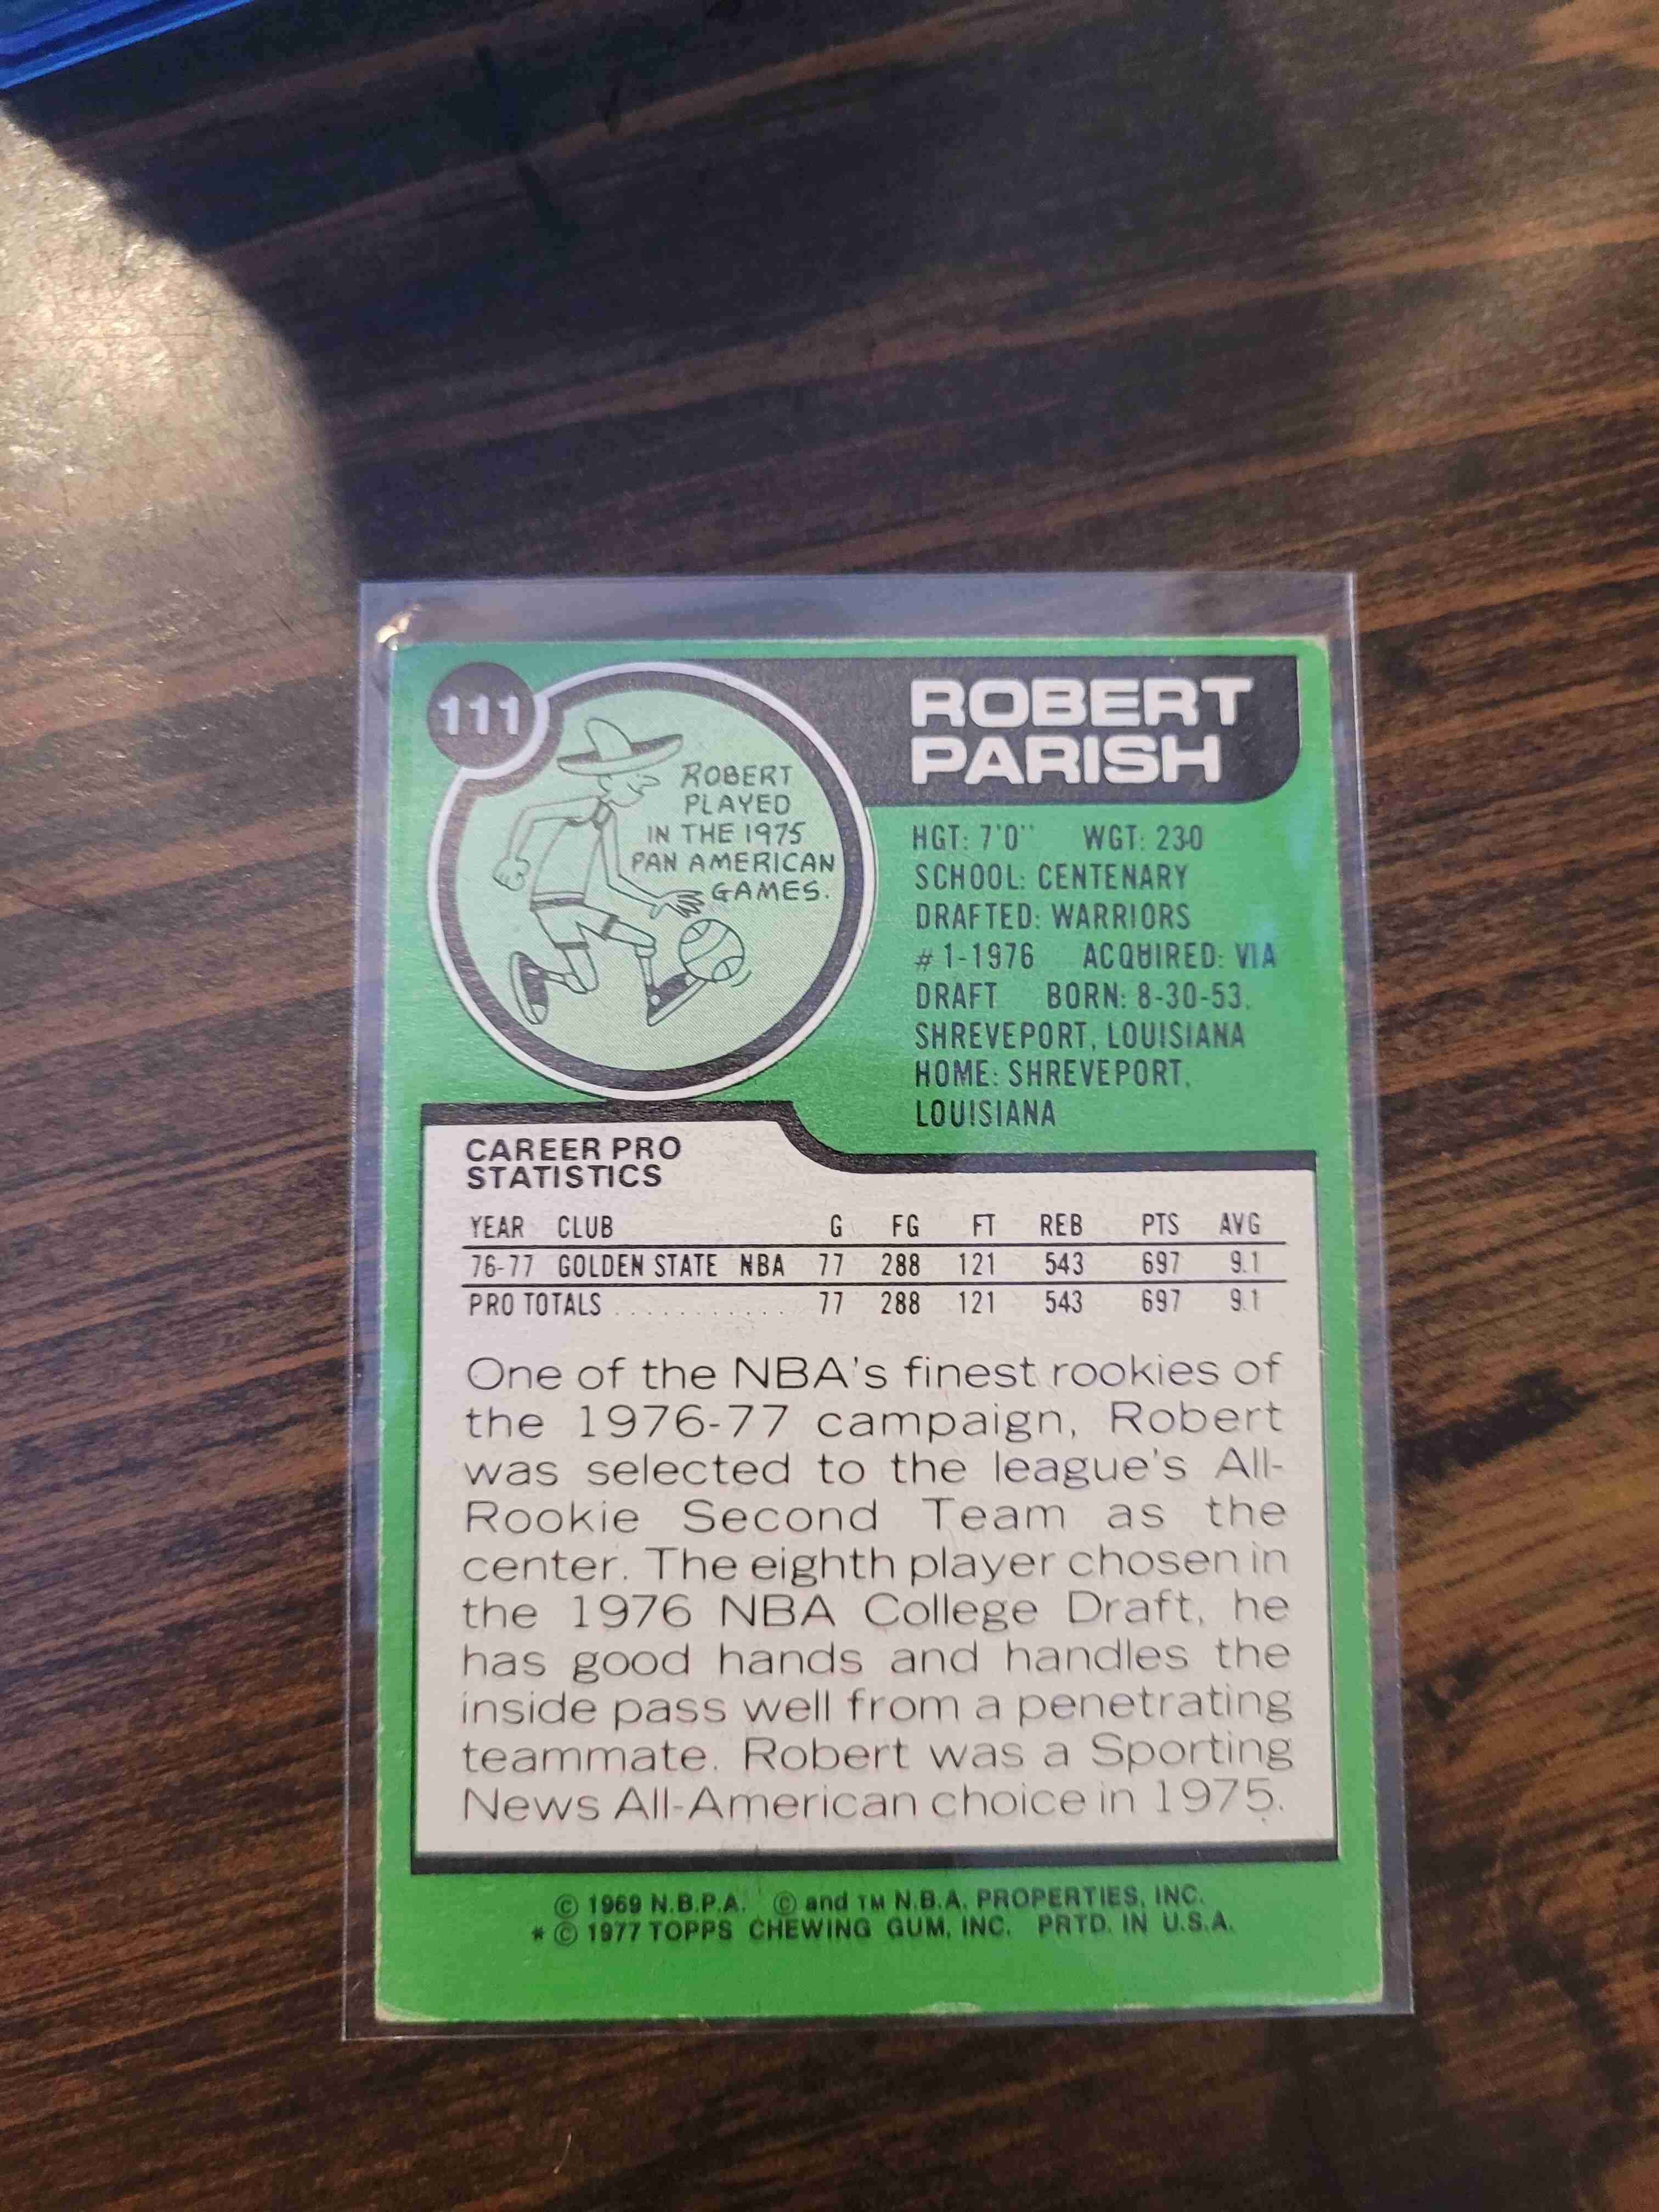 111
ROBERT
PLAYED
IN THE 1975
PAN AMERICAN
GAMES.
ROBERT
PARISH
HGT: 7'0" WGT: 230
SCHOOL: CENTENARY
DRAFTED: WARRIORS
#1-1976 ACQUIRED: VIA
DRAFT BORN: 8-30-53,
SHREVEPORT, LOUISIANA
HOME: SHREVEPORT,
LOUISIANA
CAREER PRO
STATISTICS
YEAR CLUB G FG FT REB PTS AVG
76-77 GOLDEN STATE NBA 77 288 121 543 697 9.1
PRO TOTALS . . . . . . . . . . . 77 288 121 543 697 9.1
One of the NBA's finest rookies of
the 1976-77 campaign, Robert
was selected to the league's All-
Rookie Second Team as the
center. The eighth player chosen in
the 1976 NBA College Draft, he
has good hands and handles the
inside pass well from a penetrating
teammate. Robert was a Sporting
News All-American choice in 1975.
© 1969 N.B.P.A. © and TM N.B.A. PROPERTIES, INC.
* © 1977 TOPPS CHEWING GUM, INC. PRTD. IN U.S.A.